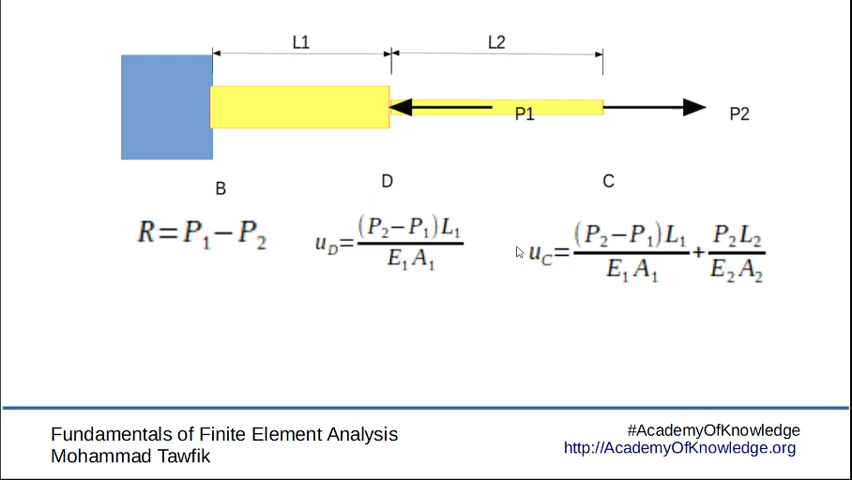 L1 L2
P1 P2
B D C
R=P₁−P₂ u_D=(P₂−P₁)L₁/E₁A₁ u_C=(P₂−P₁)L₁/E₁A₁+P₂L₂/E₂A₂
Fundamentals of Finite Element Analysis
Mohammad Tawfik
#AcademyOfKnowledge
http://AcademyOfKnowledge.org